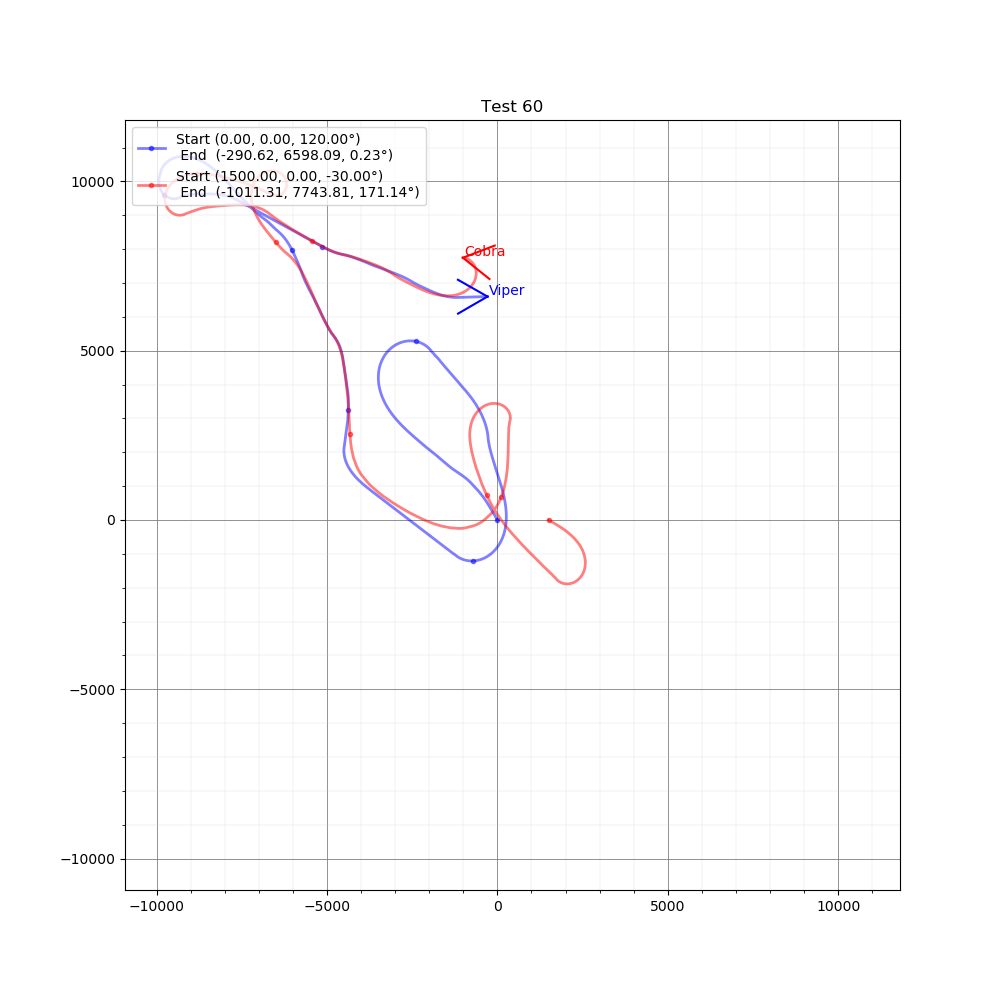 Test 60
Start (0.00, 0.00, 120.00°)
End  (-290.62, 6598.09, 0.23°)
Start (1500.00, 0.00, -30.00°)
End  (-1011.31, 7743.81, 171.14°)
10000
5000
0
−5000
−10000
Cobra
Viper
−10000
−5000
0
5000
10000